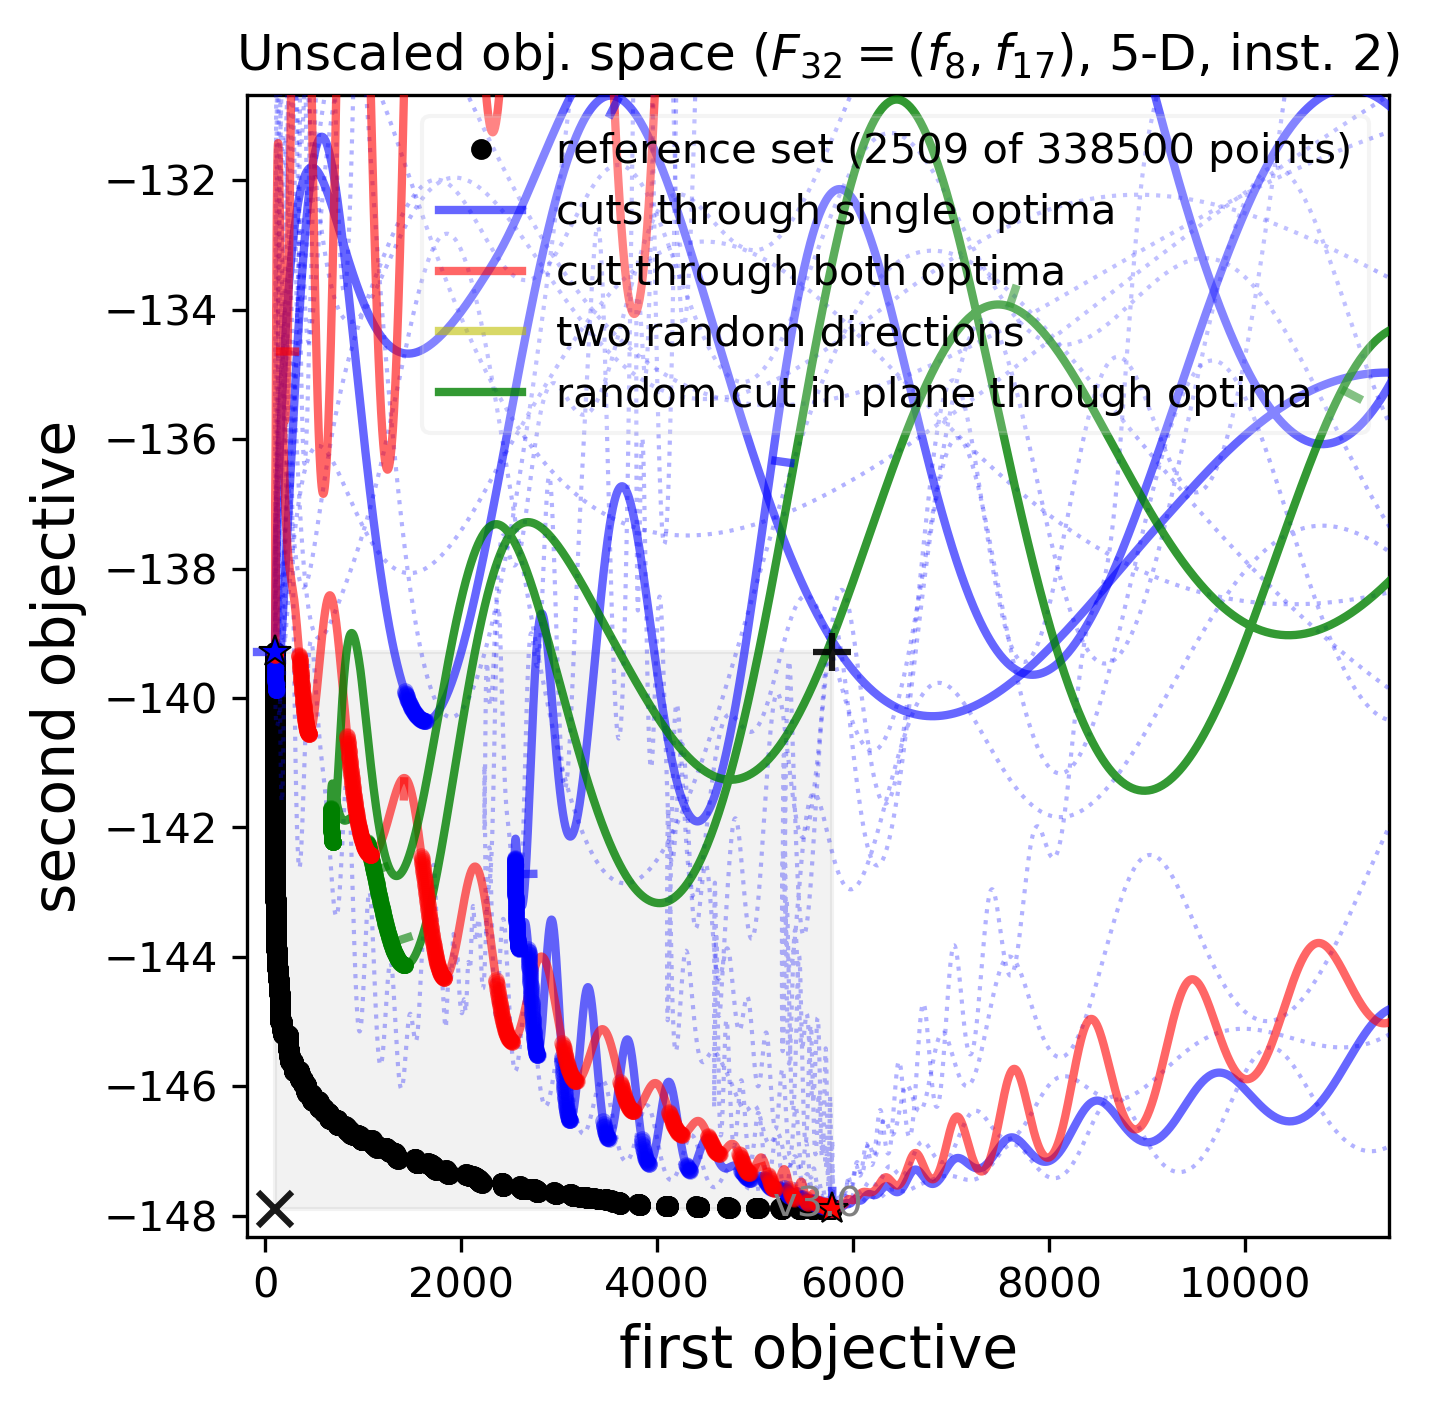 Unscaled obj. space (F₃₂ = (f₈, f₁₇), 5-D, inst. 2)
reference set (2509 of 338500 points)
cuts through single optima
cut through both optima
two random directions
random cut in plane through optima
second objective
−132
−134
−136
−138
−140
−142
−144
−146
−148
v3.0
0 2000 4000 6000 8000 10000
first objective